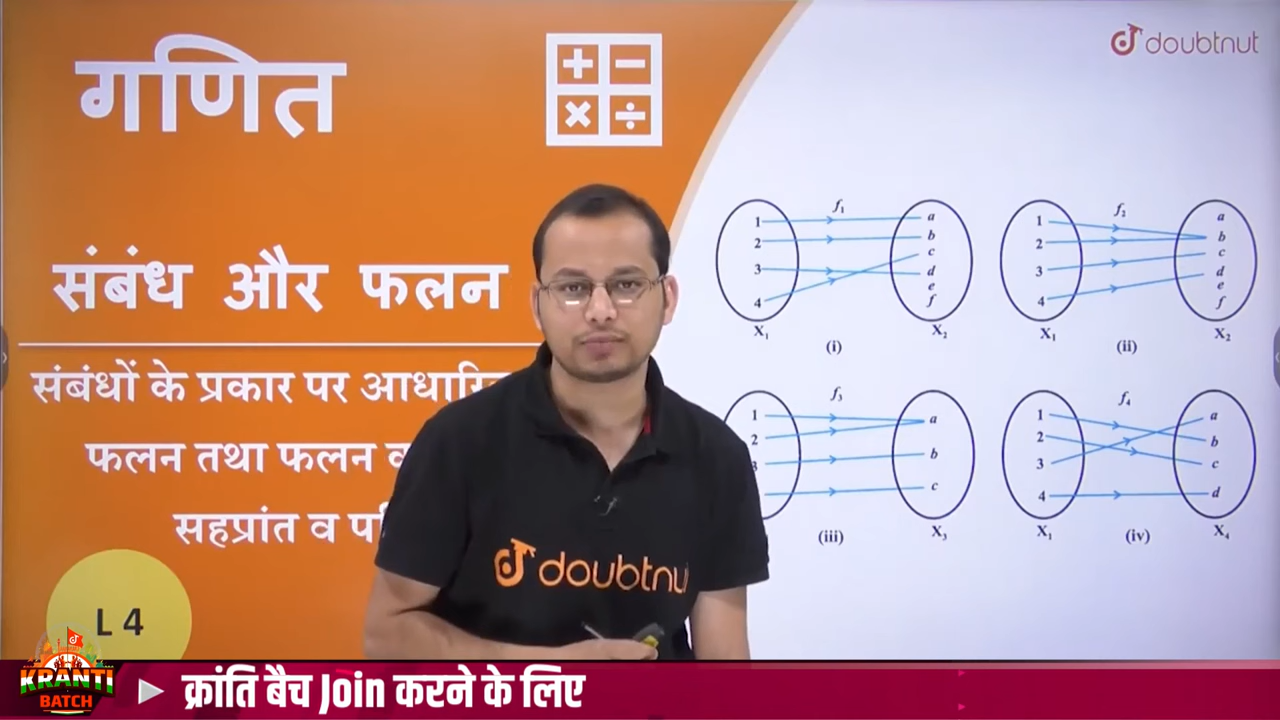 गणित
+ −
× ÷
doubtnut
संबंध और फलन
संबंधों के प्रकार पर
फलन तथा फलन
सहप्रांत व
L 4
f₁
1
2
3
4
a
b
c
d
e
f
X₁
X₂
(i)
f₂
1
2
3
4
a
b
c
d
e
f
X₁
X₂
(ii)
f₃
1
2
3
a
b
c
X₃
(iii)
f₄
1
2
3
4
a
b
c
d
X₁
X₄
(iv)
doubtnu
KRANTI
BATCH
क्रांति बैच Join करने के लिए